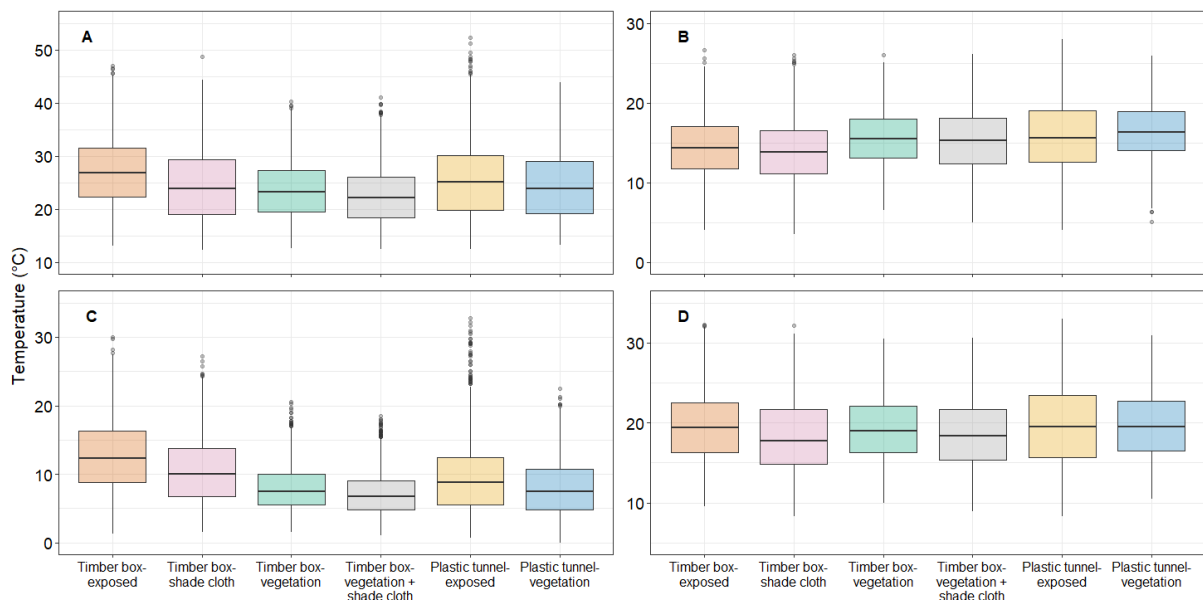 A
B
50
40
30
20
10
30
20
10
0
Temperature (°C)
C
D
30
20
10
0
30
20
10
Timber box-
exposed
Timber box-
shade cloth
Timber box-
vegetation
Timber box-
vegetation +
shade cloth
Plastic tunnel-
exposed
Plastic tunnel-
vegetation
Timber box-
exposed
Timber box-
shade cloth
Timber box-
vegetation
Timber box-
vegetation +
shade cloth
Plastic tunnel-
exposed
Plastic tunnel-
vegetation